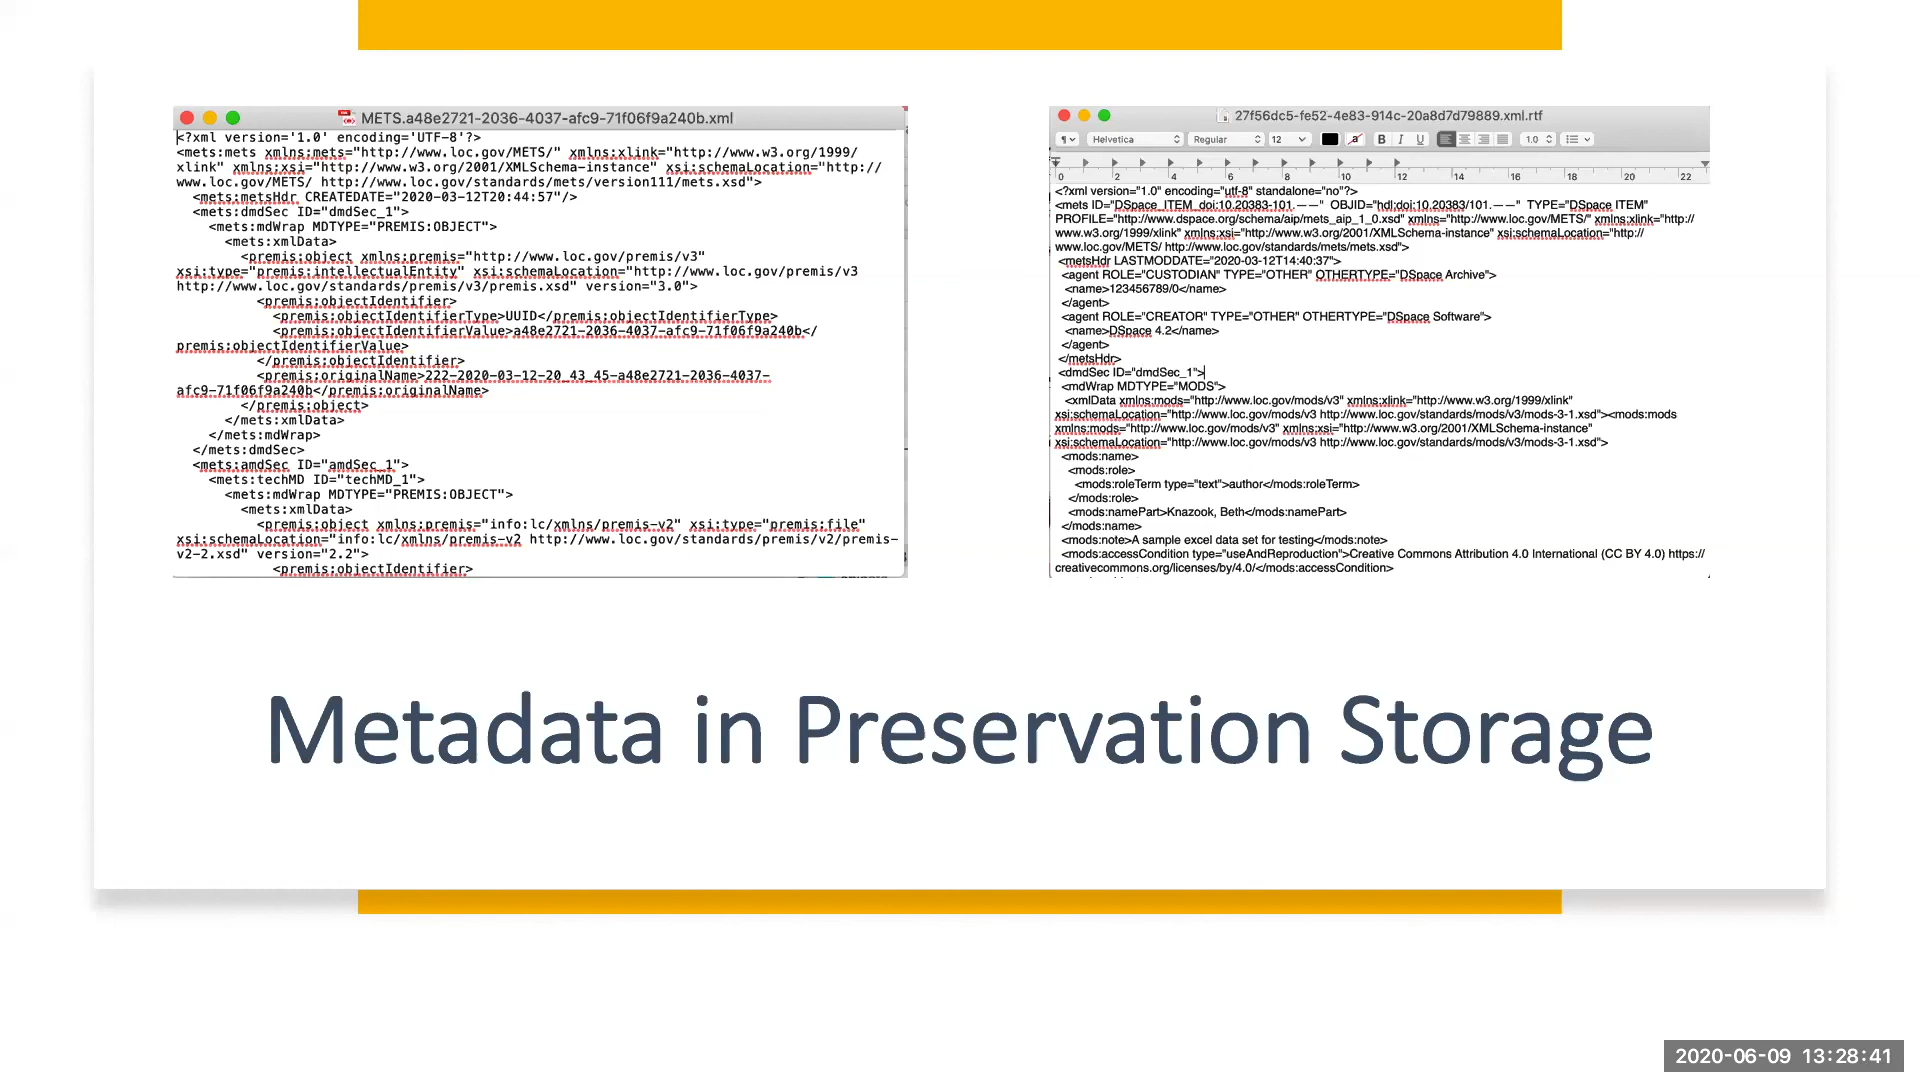 METS.a48e2721-2036-4037-afc9-71f06f9a240b.xml
<?xml version='1.0' encoding='UTF-8'?>
<mets:mets xmlns:mets="http://www.loc.gov/METS/" xmlns:xlink="http://www.w3.org/1999/
xlink" xmlns:xsi="http://www.w3.org/2001/XMLSchema-instance" xsi:schemaLocation="http://
www.loc.gov/METS/ http://www.loc.gov/standards/mets/version111/mets.xsd">
<mets:metsHdr CREATEDATE="2020-03-12T20:44:57"/>
<mets:dmdSec ID="dmdSec_1">
<mets:mdWrap MDTYPE="PREMIS:OBJECT">
<mets:xmlData>
<premis:object xmlns:premis="http://www.loc.gov/premis/v3"
xsi:type="premis:intellectualEntity" xsi:schemaLocation="http://www.loc.gov/premis/v3
http://www.loc.gov/standards/premis/v3/premis.xsd" version="3.0">
<premis:objectIdentifier>
<premis:objectIdentifierType>UUID</premis:objectIdentifierType>
<premis:objectIdentifierValue>a48e2721-2036-4037-afc9-71f06f9a240b</
premis:objectIdentifierValue>
</premis:objectIdentifier>
<premis:originalName>222-2020-03-12-20_43_45-a48e2721-2036-4037-
afc9-71f06f9a240b</premis:originalName>
</premis:object>
</mets:xmlData>
</mets:mdWrap>
</mets:dmdSec>
<mets:amdSec ID="amdSec_1">
<mets:techMD ID="techMD_1">
<mets:mdWrap MDTYPE="PREMIS:OBJECT">
<mets:xmlData>
<premis:object xmlns:premis="info:lc/xmlns/premis-v2" xsi:type="premis:file"
xsi:schemaLocation="info:lc/xmlns/premis-v2 http://www.loc.gov/standards/premis/v2/premis-
v2-2.xsd" version="2.2">
<premis:objectIdentifier>
27f56dc5-fe52-4e83-914c-20a8d7d79889.xml.rtf
¶ Helvetica Regular 12 a B I U 1.0
0 2 4 6 8 10 12 14 16 18 20 22
<?xml version="1.0" encoding="utf-8" standalone="no"?>
<mets ID="DSpace_ITEM_doi:10.20383-101.——" OBJID="hdl:doi:10.20383/101.——" TYPE="DSpace ITEM"
PROFILE="http://www.dspace.org/schema/aip/mets_aip_1_0.xsd" xmlns="http://www.loc.gov/METS/" xmlns:xlink="http://
www.w3.org/1999/xlink" xmlns:xsi="http://www.w3.org/2001/XMLSchema-instance" xsi:schemaLocation="http://
www.loc.gov/METS/ http://www.loc.gov/standards/mets/mets.xsd">
<metsHdr LASTMODDATE="2020-03-12T14:40:37">
<agent ROLE="CUSTODIAN" TYPE="OTHER" OTHERTYPE="DSpace Archive">
<name>123456789/0</name>
</agent>
<agent ROLE="CREATOR" TYPE="OTHER" OTHERTYPE="DSpace Software">
<name>DSpace 4.2</name>
</agent>
</metsHdr>
<dmdSec ID="dmdSec_1">
<mdWrap MDTYPE="MODS">
<xmlData xmlns:mods="http://www.loc.gov/mods/v3" xmlns:xlink="http://www.w3.org/1999/xlink"
xsi:schemaLocation="http://www.loc.gov/mods/v3 http://www.loc.gov/standards/mods/v3/mods-3-1.xsd"><mods:mods
xmlns:mods="http://www.loc.gov/mods/v3" xmlns:xsi="http://www.w3.org/2001/XMLSchema-instance"
xsi:schemaLocation="http://www.loc.gov/mods/v3 http://www.loc.gov/standards/mods/v3/mods-3-1.xsd">
<mods:name>
<mods:role>
<mods:roleTerm type="text">author</mods:roleTerm>
</mods:role>
<mods:namePart>Knazook, Beth</mods:namePart>
</mods:name>
<mods:note>A sample excel data set for testing</mods:note>
<mods:accessCondition type="useAndReproduction">Creative Commons Attribution 4.0 International (CC BY 4.0) https://
creativecommons.org/licenses/by/4.0/</mods:accessCondition>
Metadata in Preservation Storage
2020-06-09 13:28:41